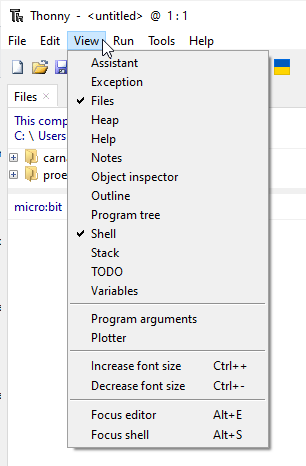 Thonny - <untitled> @ 1 : 1
File Edit View Run Tools Help
Assistant
Exception
Files
Files ×
Heap
This comp
C: \ Users
Help
carna
Notes
proe
Object inspector
Outline
micro:bit
Program tree
Shell
Stack
TODO
Variables
Program arguments
Plotter
Increase font size Ctrl++
Decrease font size Ctrl+-
Focus editor Alt+E
Focus shell Alt+S